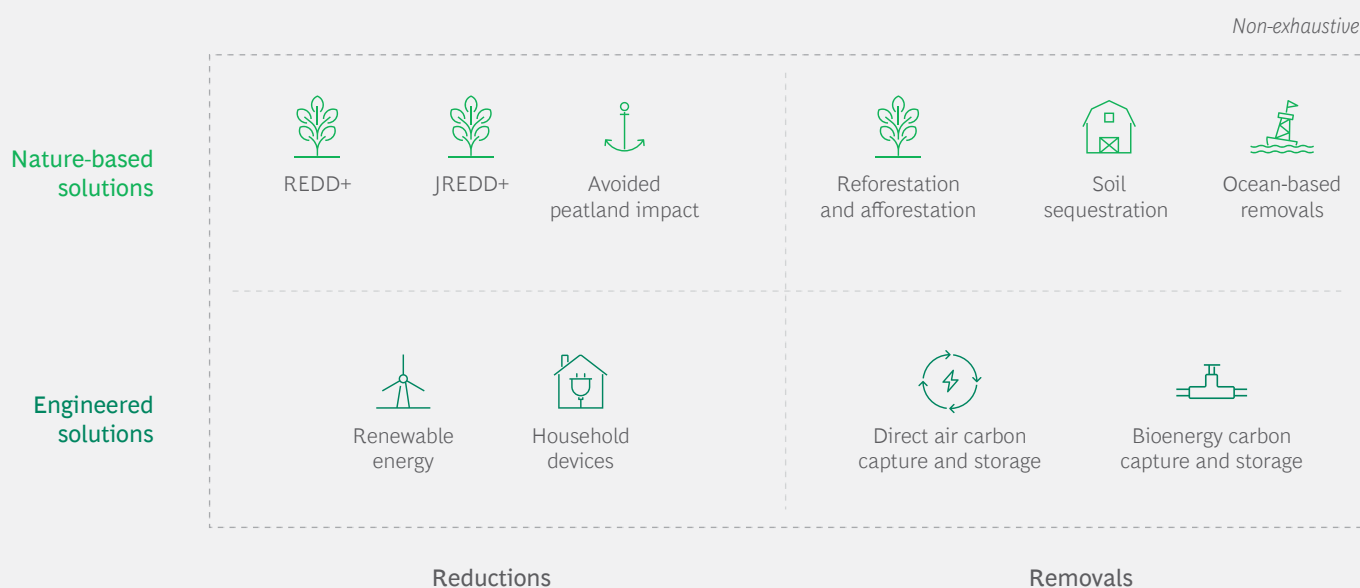 Non-exhaustive
Nature-based
solutions
REDD+
JREDD+
Avoided
peatland impact
Reforestation
and afforestation
Soil
sequestration
Ocean-based
removals
Engineered
solutions
Renewable
energy
Household
devices
Direct air carbon
capture and storage
Bioenergy carbon
capture and storage
Reductions
Removals